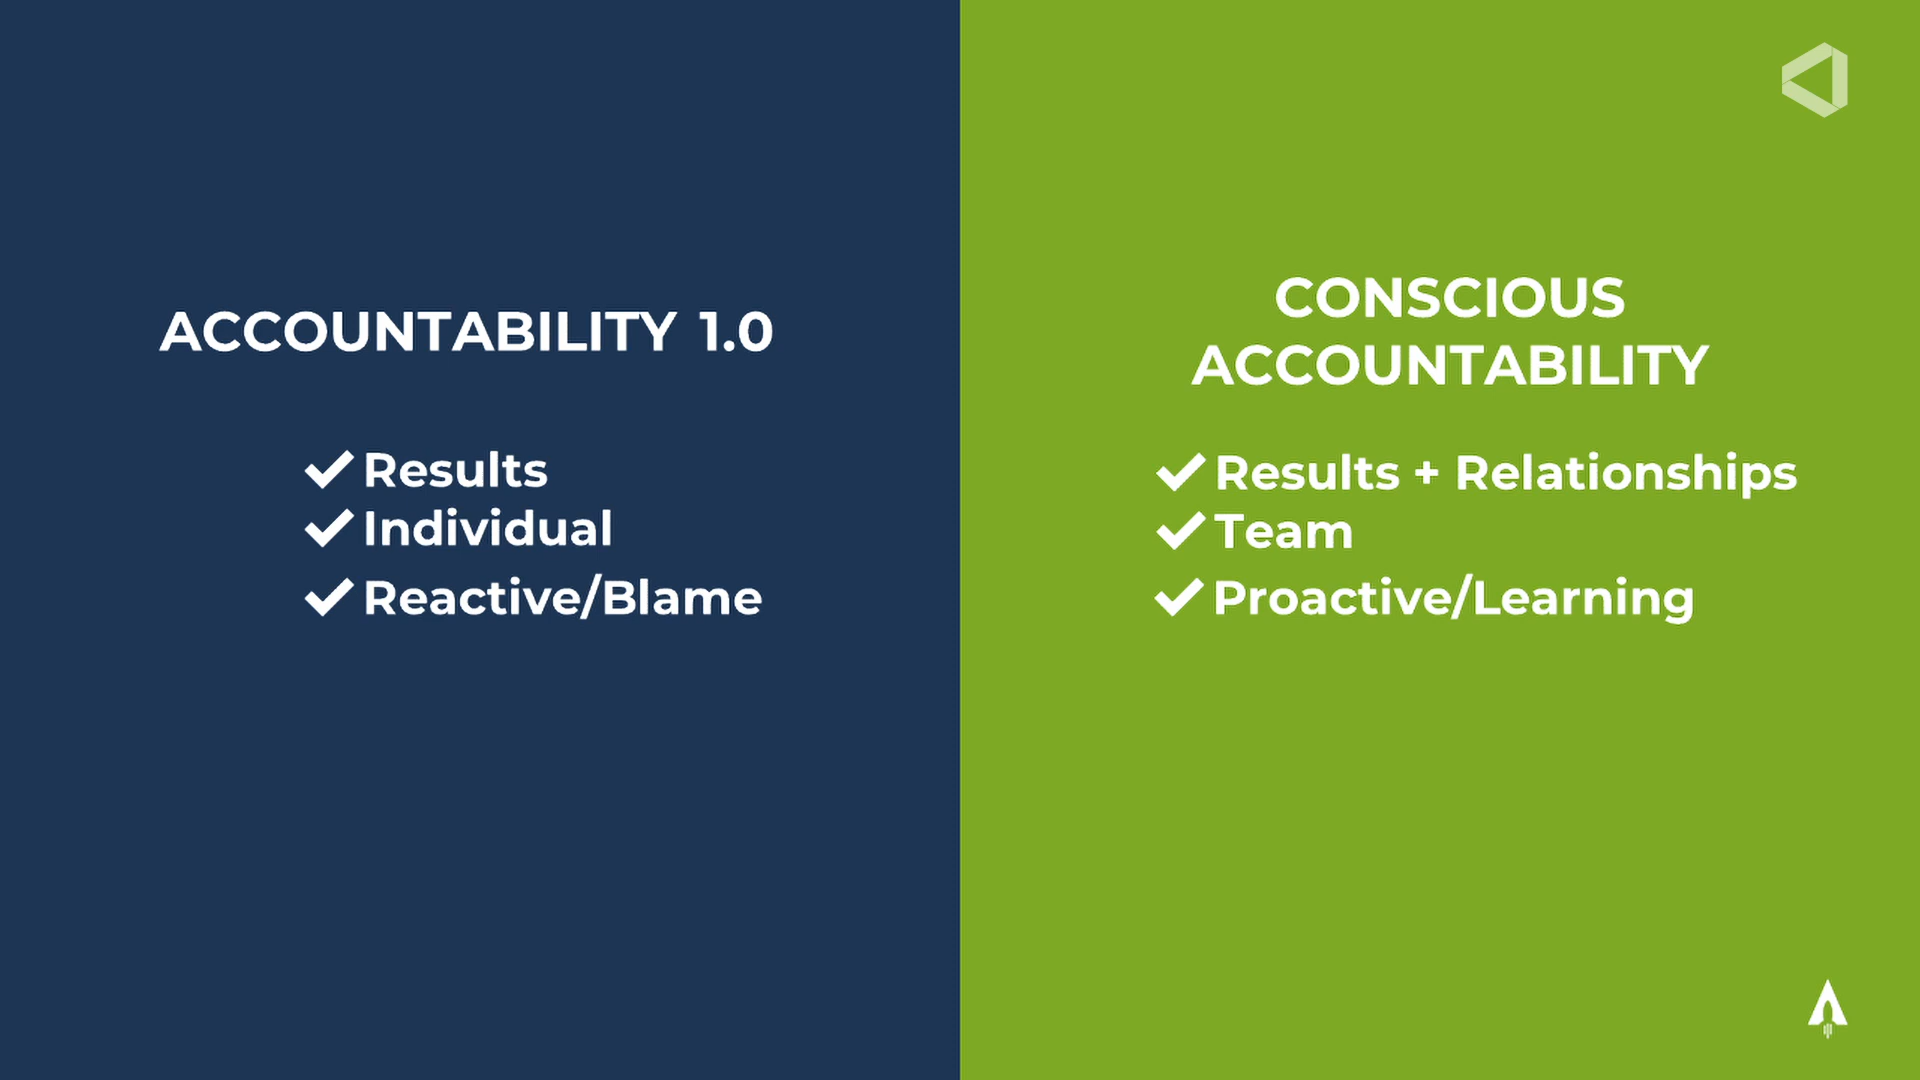 ACCOUNTABILITY 1.0
Results
Individual
Reactive/Blame
CONSCIOUS
ACCOUNTABILITY
Results + Relationships
Team
Proactive/Learning